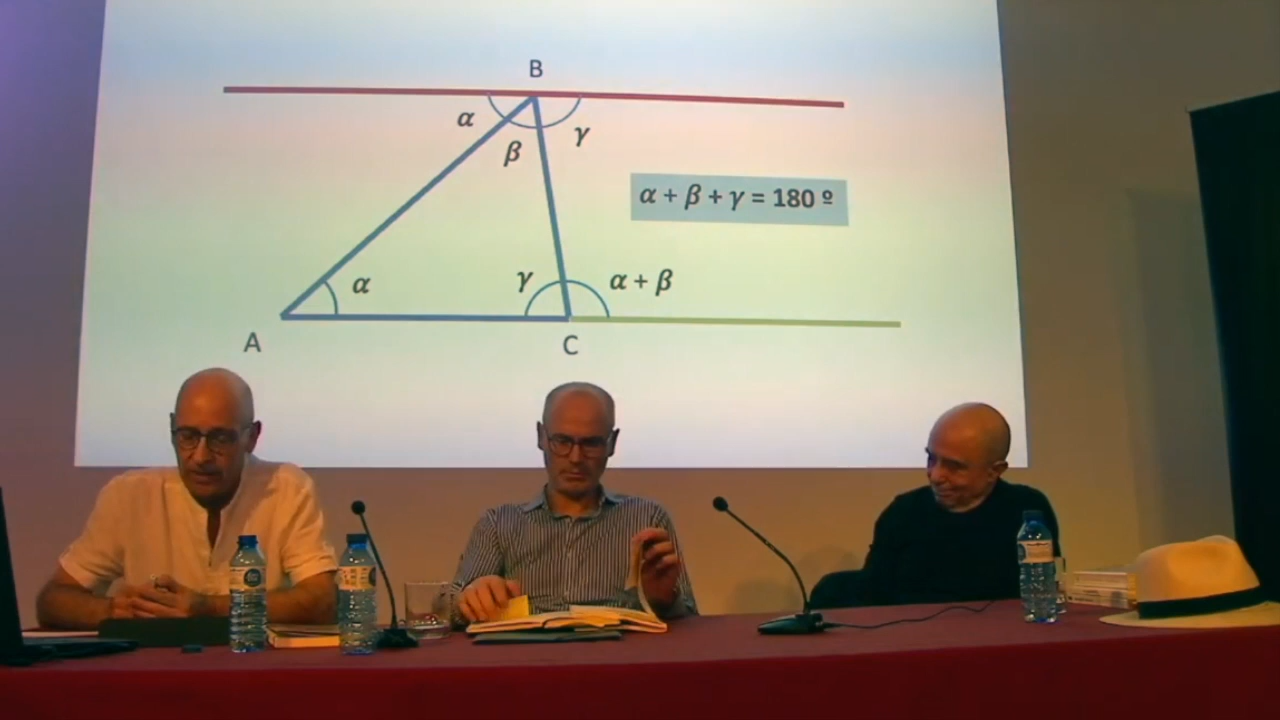 B
α
γ
β
α + β + γ = 180 º
α
γ
α + β
A
C